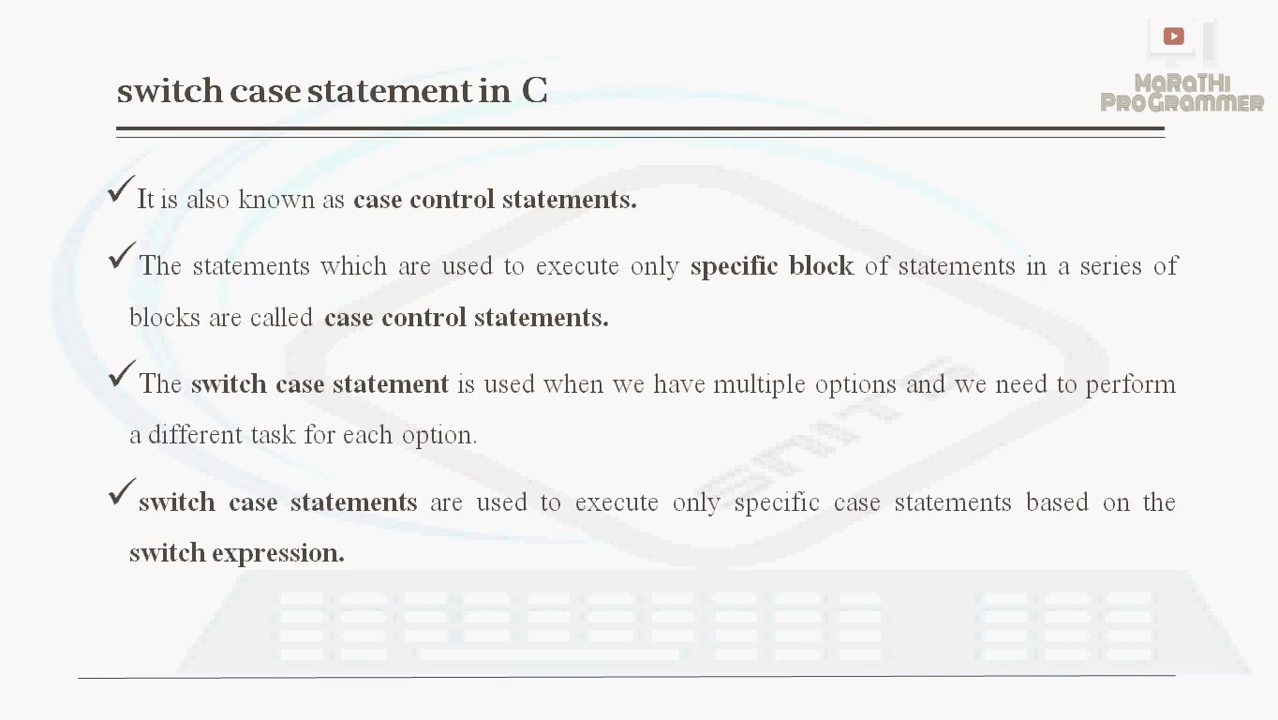 MaRaTHi
ProGrammer
switch case statement in C
✓It is also known as case control statements.
✓The statements which are used to execute only specific block of statements in a series of
blocks are called case control statements.
✓The switch case statement is used when we have multiple options and we need to perform
a different task for each option.
✓switch case statements are used to execute only specific case statements based on the
switch expression.